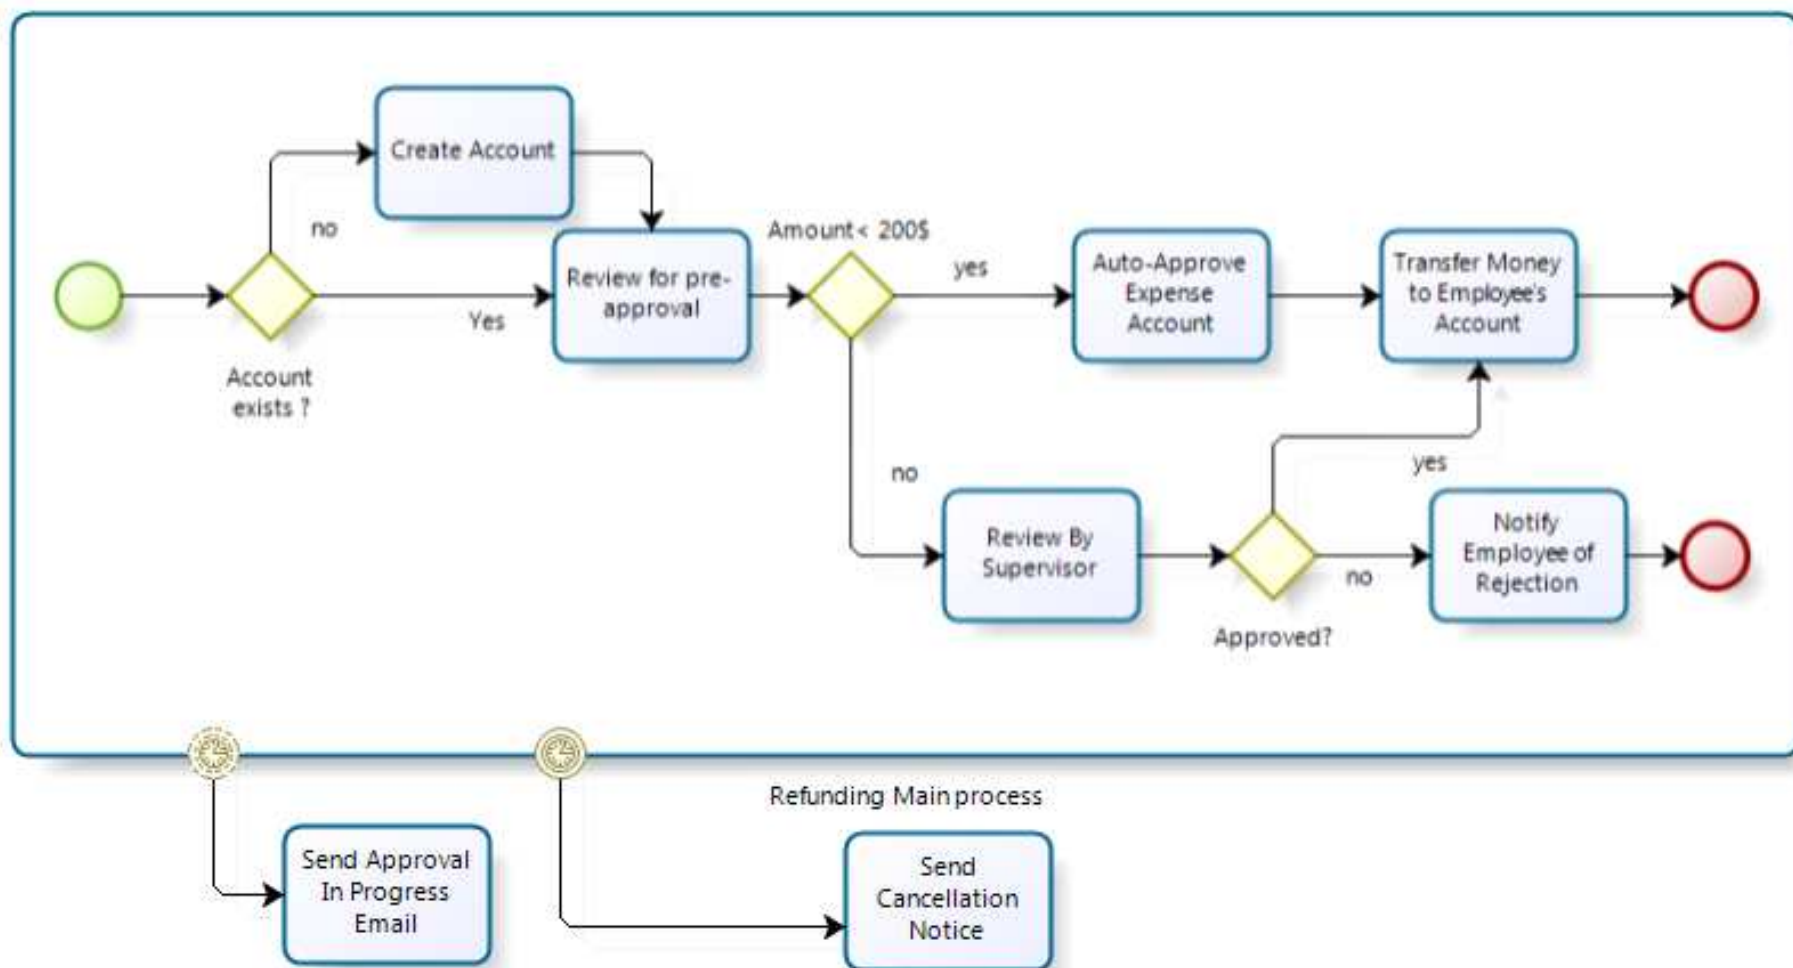 Create Account
no
Amount< 200$
Review for pre-
approval
yes
Auto-Approve
Expense
Account
Transfer Money
to Employee's
Account
Yes
Account
exists ?
no
yes
Review By
Supervisor
Notify
Employee of
Rejection
no
Approved?
Refunding Main process
Send Approval
In Progress
Email
Send
Cancellation
Notice